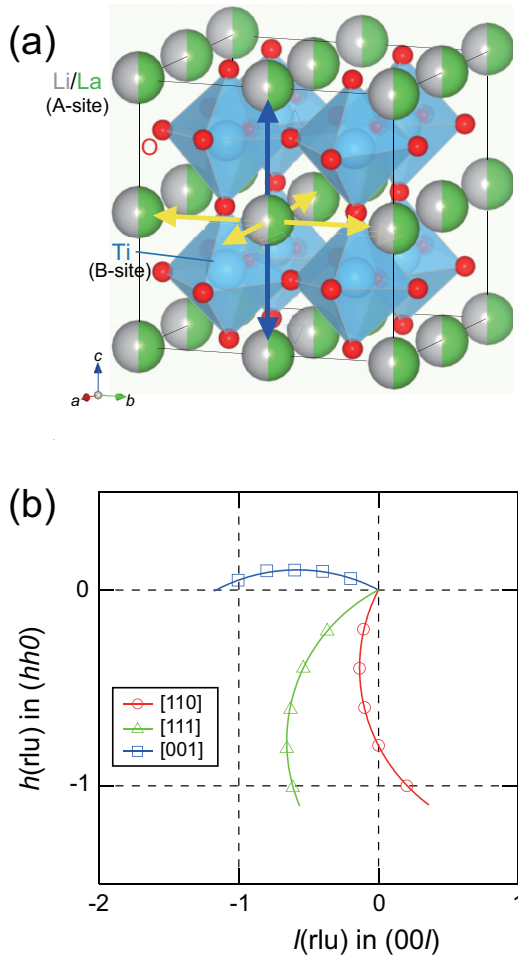 (a)
Li/La
(A-site)
O
Ti
(B-site)
c
a
b
(b)
0
-1
h(rlu) in (hh0)
[110]
[111]
[001]
-2
-1
0
1
l(rlu) in (00l)